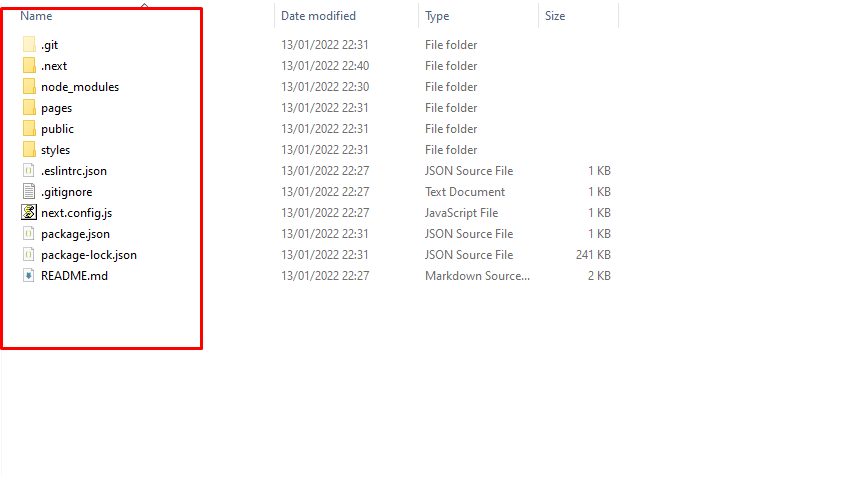 Name Date modified Type Size
.git 13/01/2022 22:31 File folder
.next 13/01/2022 22:40 File folder
node_modules 13/01/2022 22:30 File folder
pages 13/01/2022 22:31 File folder
public 13/01/2022 22:31 File folder
styles 13/01/2022 22:31 File folder
.eslintrc.json 13/01/2022 22:27 JSON Source File 1 KB
.gitignore 13/01/2022 22:27 Text Document 1 KB
next.config.js 13/01/2022 22:27 JavaScript File 1 KB
package.json 13/01/2022 22:31 JSON Source File 1 KB
package-lock.json 13/01/2022 22:31 JSON Source File 241 KB
README.md 13/01/2022 22:27 Markdown Source... 2 KB